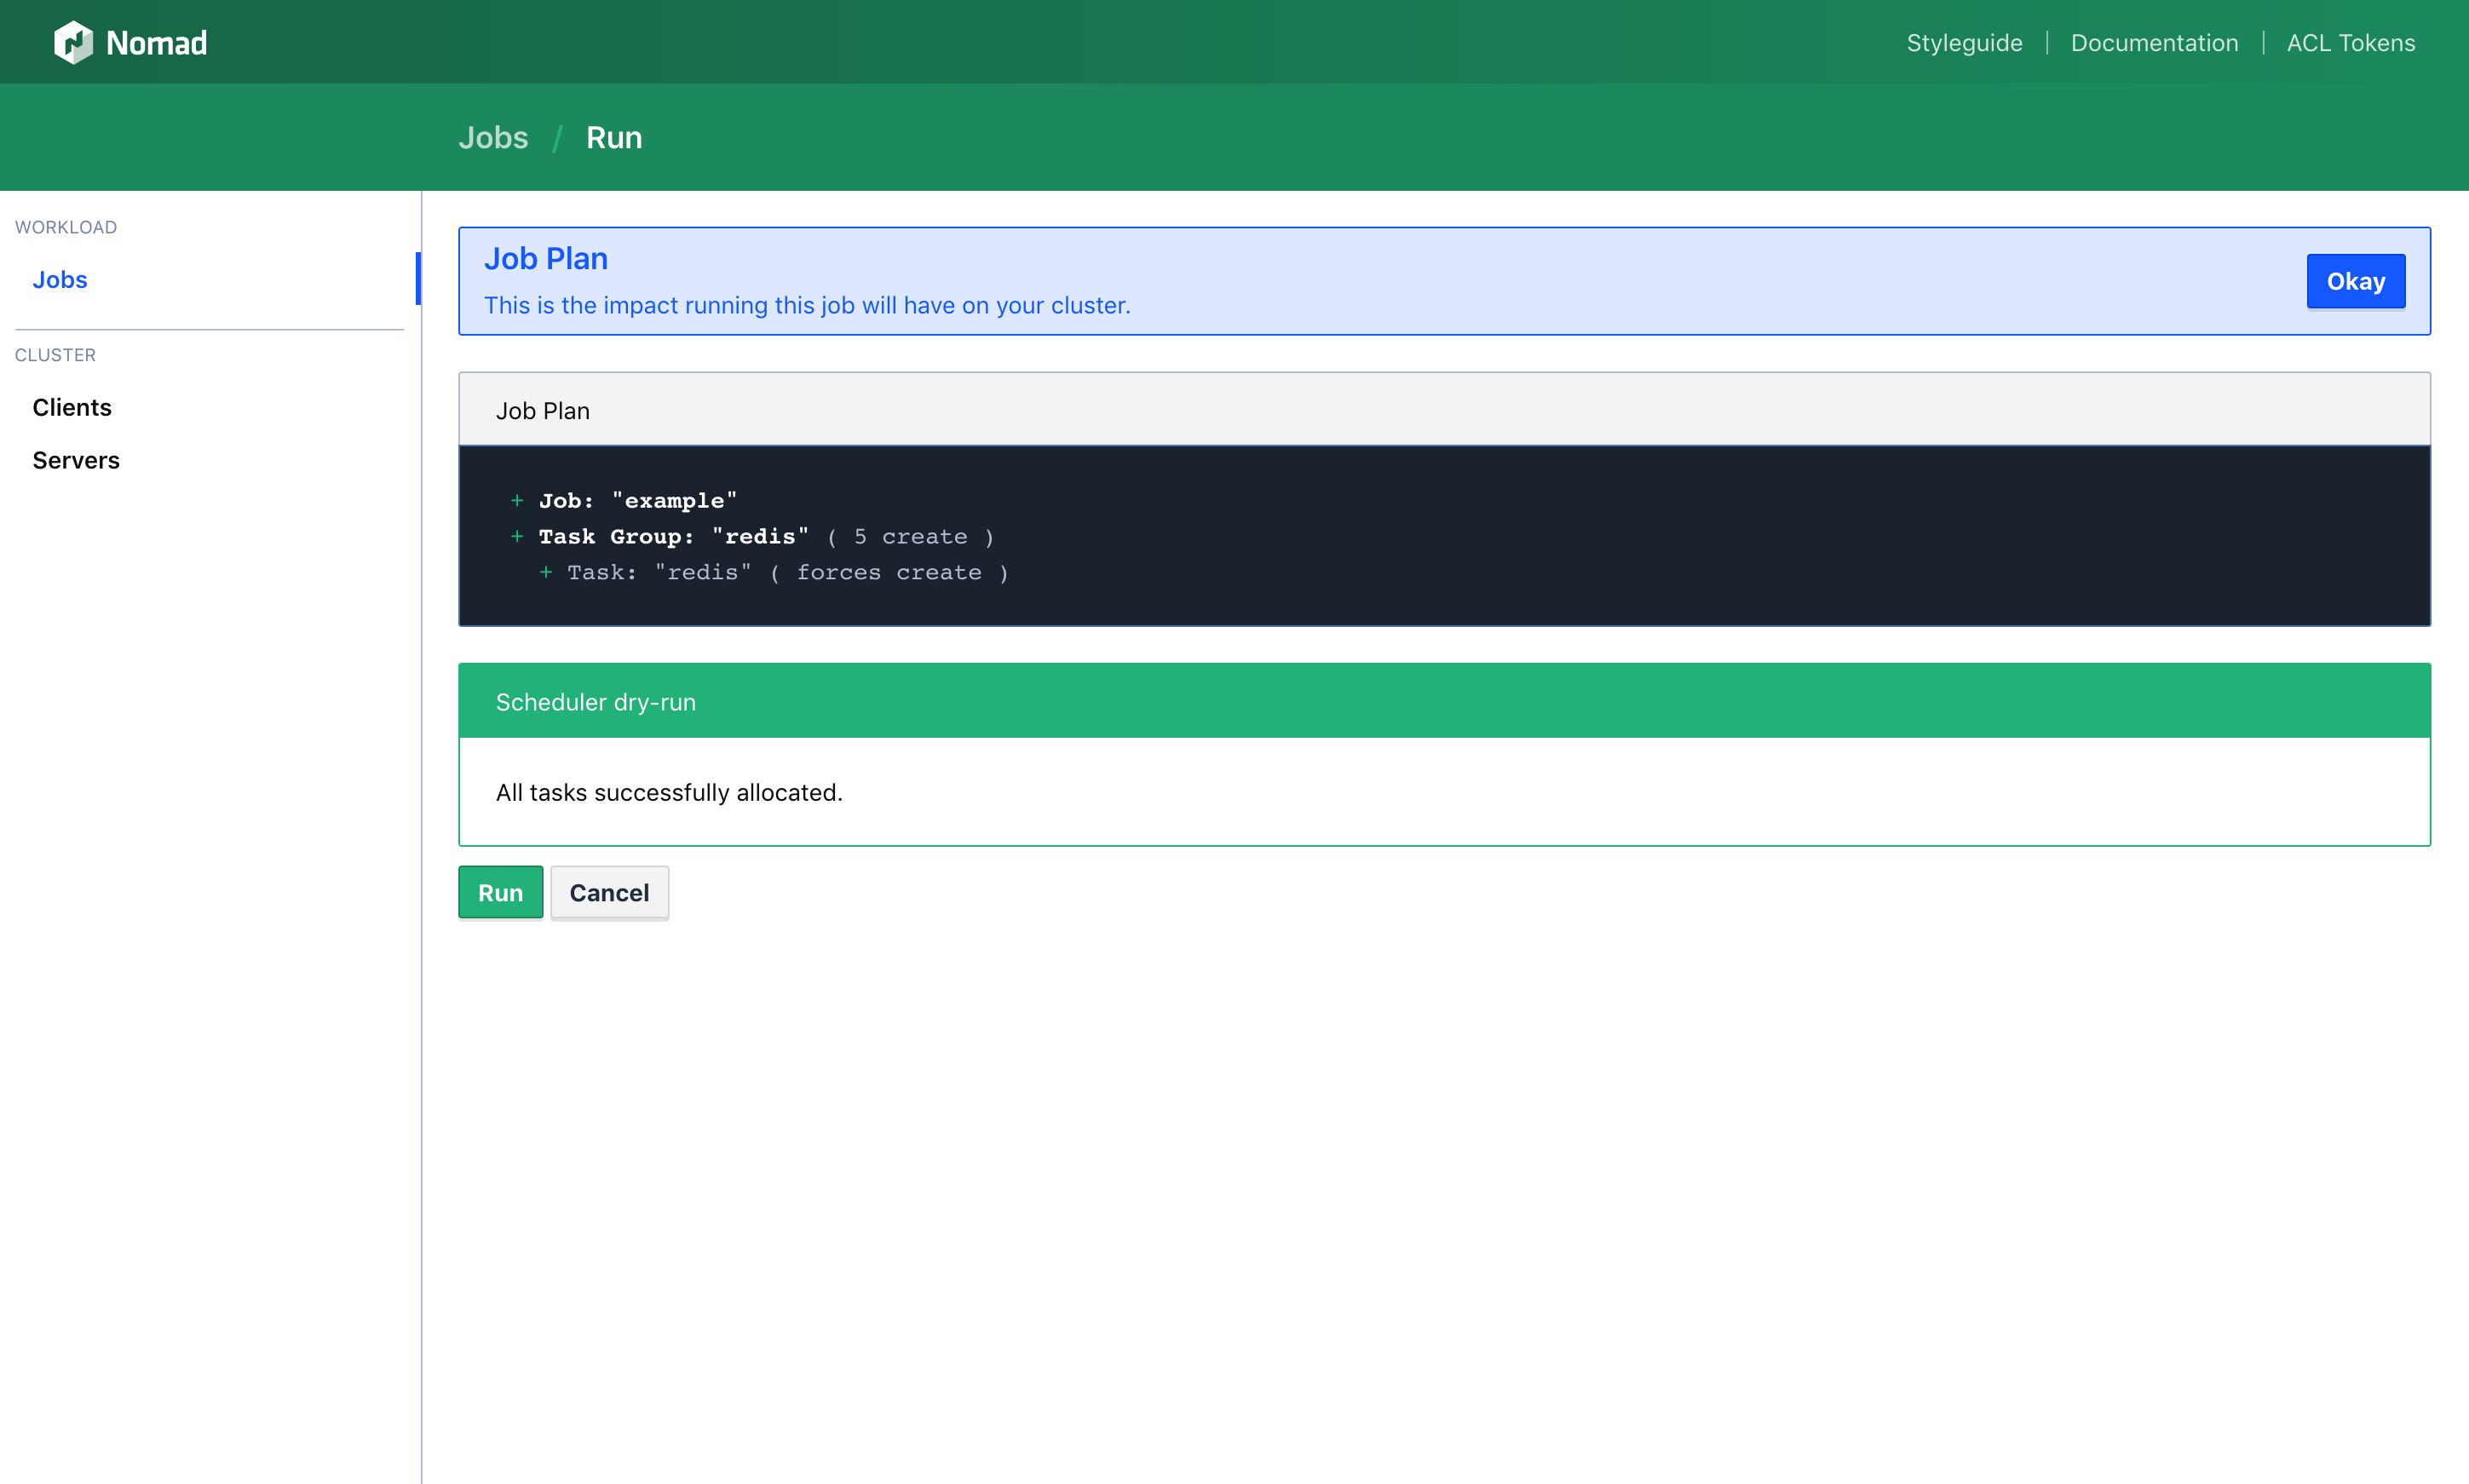 Nomad
Styleguide | Documentation | ACL Tokens
Jobs / Run
WORKLOAD
Jobs
CLUSTER
Clients
Servers
Job Plan
This is the impact running this job will have on your cluster.
Okay
Job Plan
+ Job: "example"
+ Task Group: "redis" ( 5 create )
+ Task: "redis" ( forces create )
Scheduler dry-run
All tasks successfully allocated.
Run Cancel